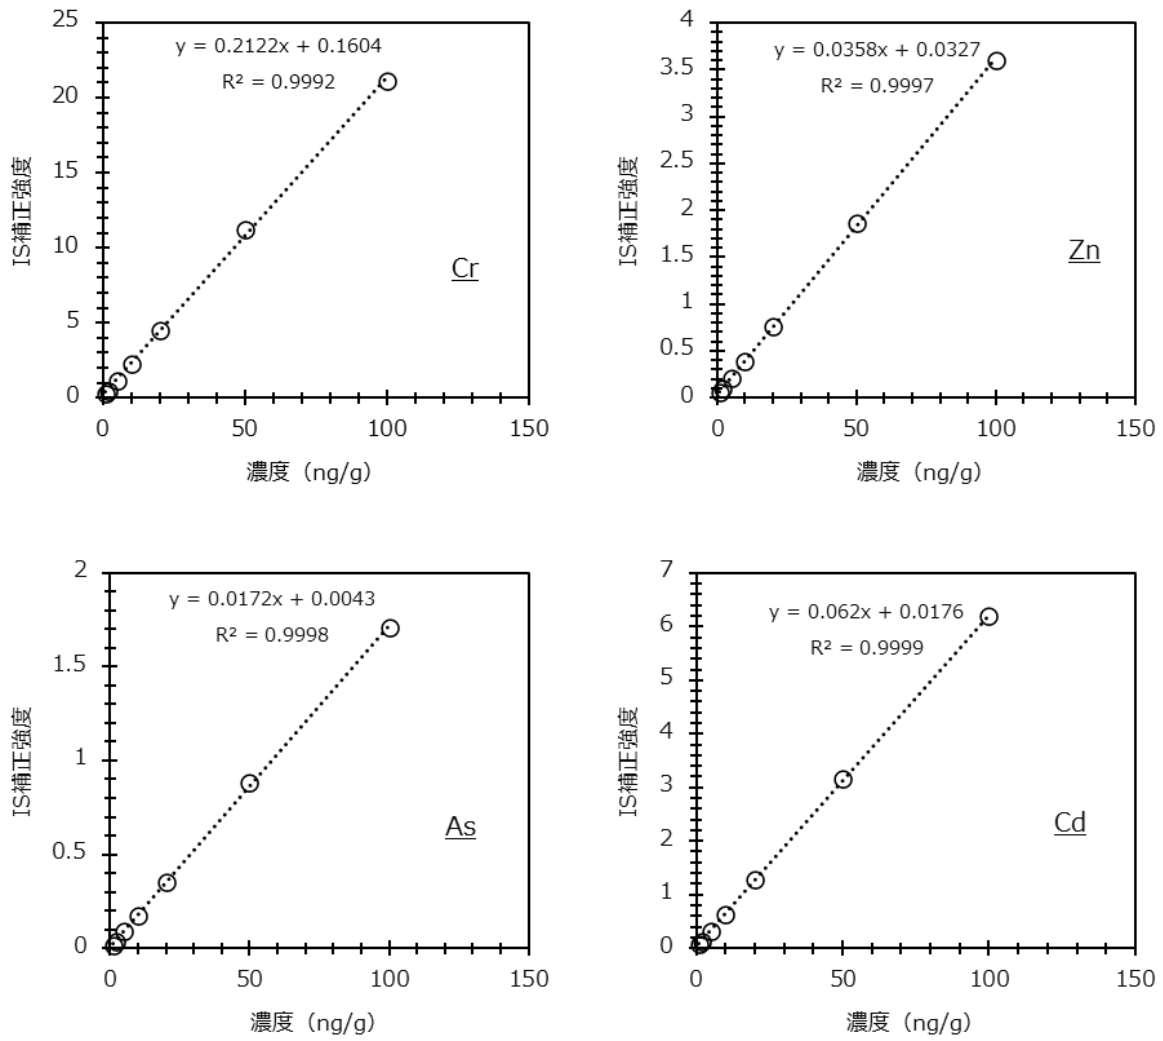 y = 0.2122x + 0.1604
R² = 0.9992
25
20
15
10
5
0
IS補正強度
Cr
0 50 100 150
濃度（ng/g）
y = 0.0358x + 0.0327
R² = 0.9997
4
3.5
3
2.5
2
1.5
1
0.5
0
IS補正強度
Zn
0 50 100 150
濃度（ng/g）
y = 0.0172x + 0.0043
R² = 0.9998
2
1.5
1
0.5
0
IS補正強度
As
0 50 100 150
濃度（ng/g）
y = 0.062x + 0.0176
R² = 0.9999
7
6
5
4
3
2
1
0
IS補正強度
Cd
0 50 100 150
濃度（ng/g）